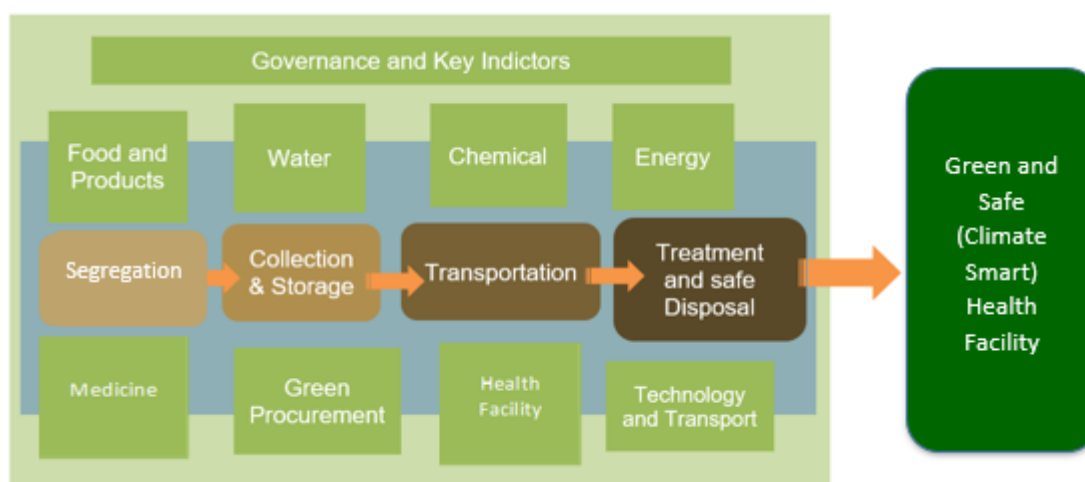 Governance and Key Indictors
Food and
Products
Water
Chemical
Energy
Segregation
Collection
& Storage
Transportation
Treatment
and safe
Disposal
Medicine
Green
Procurement
Health
Facility
Technology
and Transport
Green and
Safe
(Climate
Smart)
Health
Facility